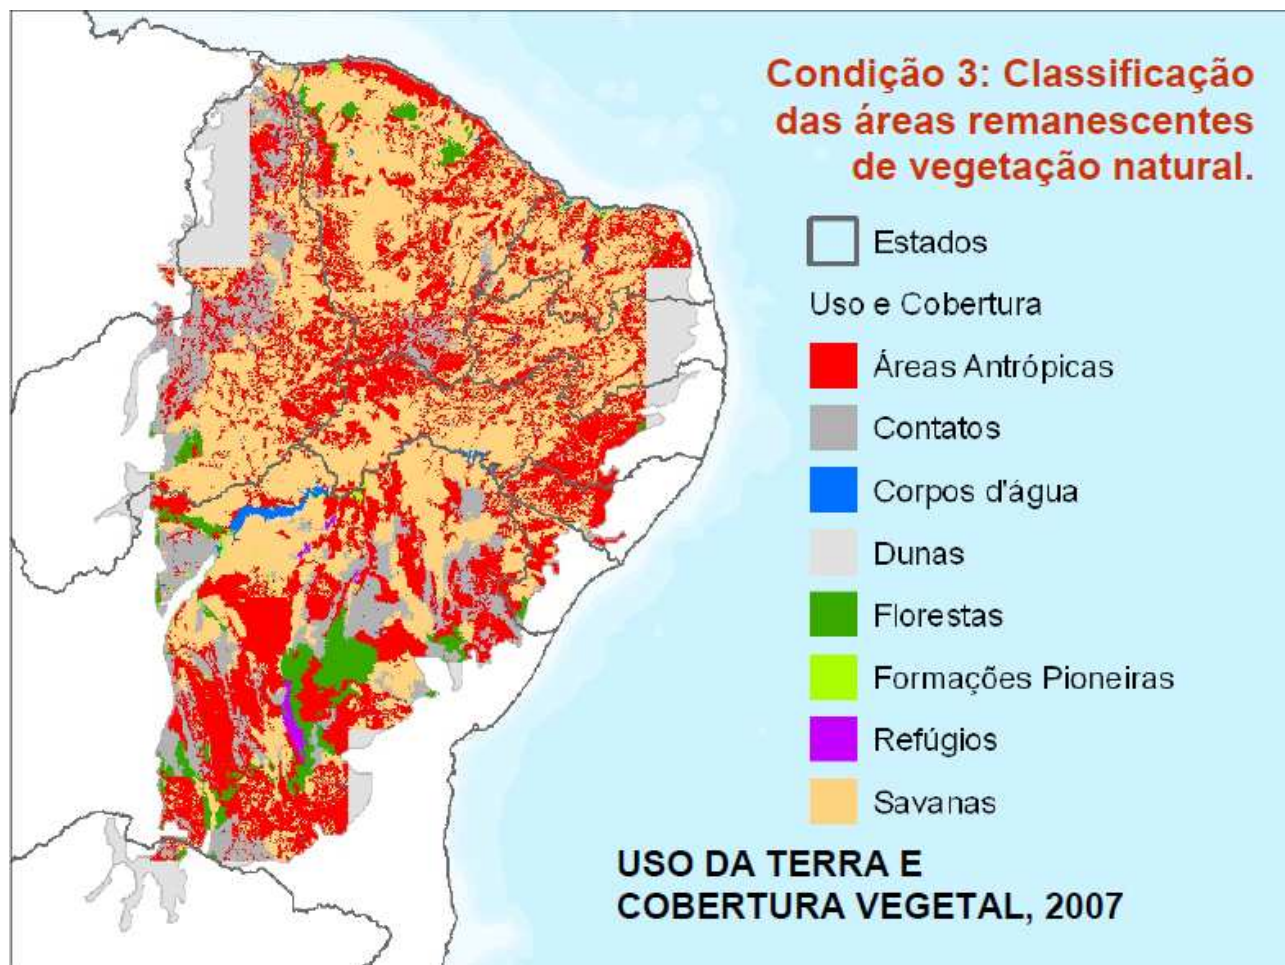 Condição 3: Classificação
das áreas remanescentes
de vegetação natural.
Estados
Uso e Cobertura
Áreas Antrópicas
Contatos
Corpos d'água
Dunas
Florestas
Formações Pioneiras
Refúgios
Savanas
USO DA TERRA E
COBERTURA VEGETAL, 2007